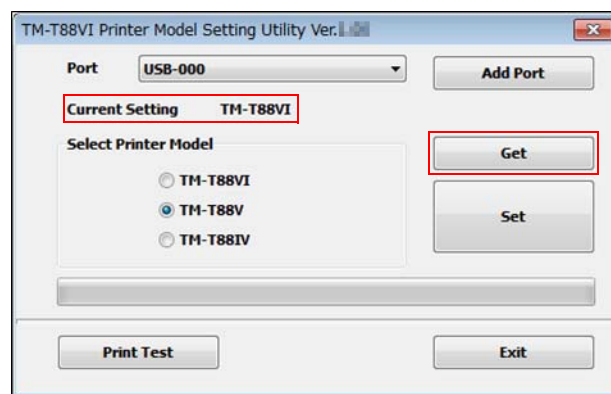 TM-T88VI Printer Model Setting Utility Ver.
Port
USB-000
Add Port
Current Setting TM-T88VI
Select Printer Model
Get
TM-T88VI
TM-T88V
Set
TM-T88IV
Print Test
Exit